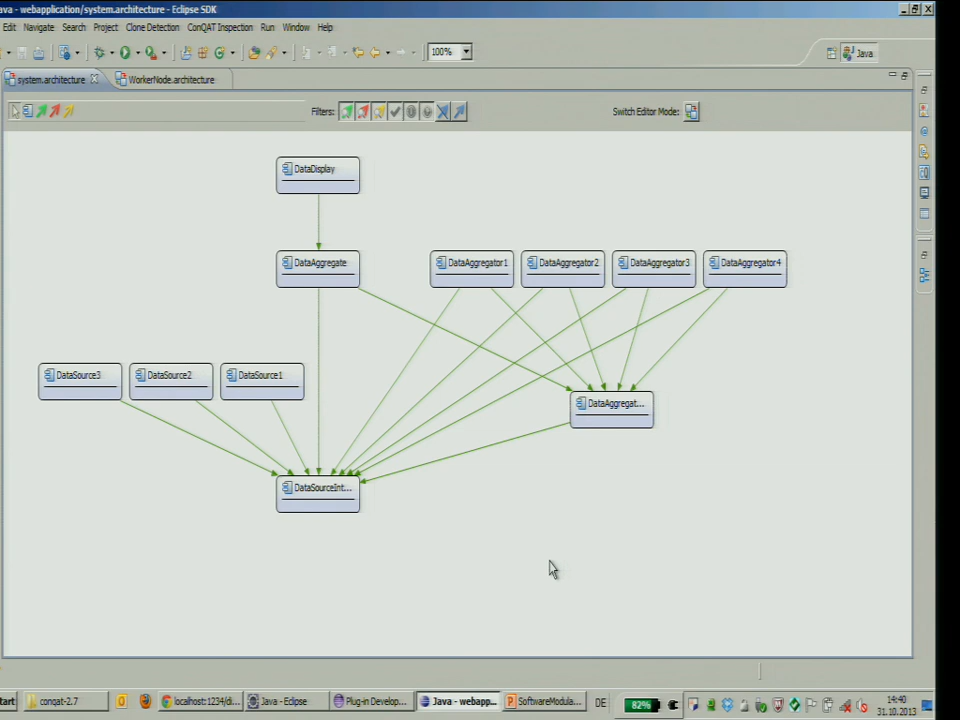 ava - webapplication/system.architecture - Eclipse SDK
Edit Navigate Search Project Clone Detection ConQAT Inspection Run Window Help
100%
Java
system.architecture
WorkerNode.architecture
Filters:
Switch Editor Mode:
DataDisplay
DataAggregate
DataAggregator1
DataAggregator2
DataAggregator3
DataAggregator4
DataSource3
DataSource2
DataSource1
DataAggregat...
DataSourceInt...
tart
conqat-2.7
localhost:1234/di...
Java - Eclipse
Plug-in Develop...
Java - webapp...
SoftwareModula...
DE
82%
14:40
31.10.2013